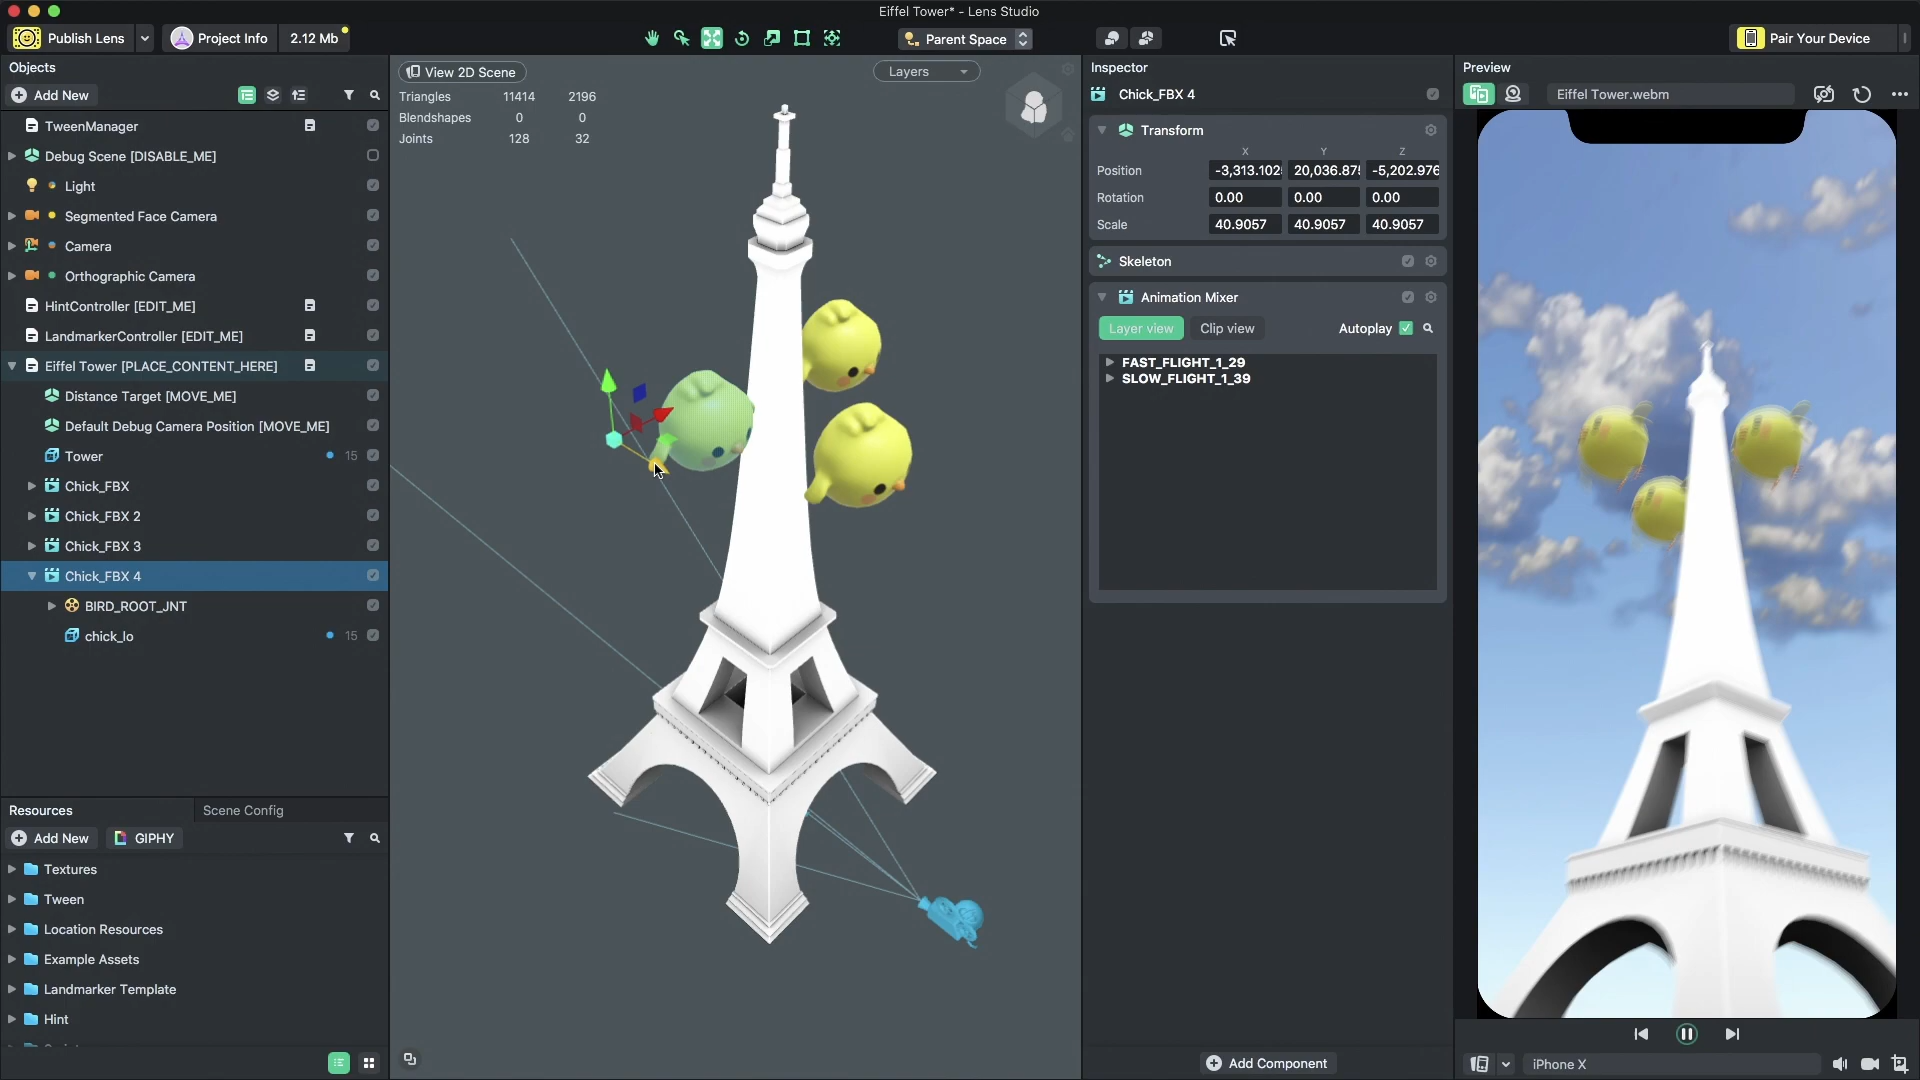 Eiffel Tower* - Lens Studio
Publish Lens
Project Info
2.12 Mb
Parent Space
Pair Your Device
Objects
Add New
TweenManager
Debug Scene [DISABLE_ME]
Light
Segmented Face Camera
Camera
Orthographic Camera
HintController [EDIT_ME]
LandmarkerController [EDIT_ME]
Eiffel Tower [PLACE_CONTENT_HERE]
Distance Target [MOVE_ME]
Default Debug Camera Position [MOVE_ME]
Tower 15
Chick_FBX
Chick_FBX 2
Chick_FBX 3
Chick_FBX 4
BIRD_ROOT_JNT
chick_lo 15
Resources
Scene Config
Add New
GIPHY
Textures
Tween
Location Resources
Example Assets
Landmarker Template
Hint
View 2D Scene
Layers
Triangles 11414 2196
Blendshapes 0 0
Joints 128 32
Inspector
Chick_FBX 4
Transform
X Y Z
Position -3,313.102 20,036.87 -5,202.976
Rotation 0.00 0.00 0.00
Scale 40.9057 40.9057 40.9057
Skeleton
Animation Mixer
Layer view
Clip view
Autoplay
FAST_FLIGHT_1_29
SLOW_FLIGHT_1_39
Add Component
Preview
Eiffel Tower.webm
iPhone X